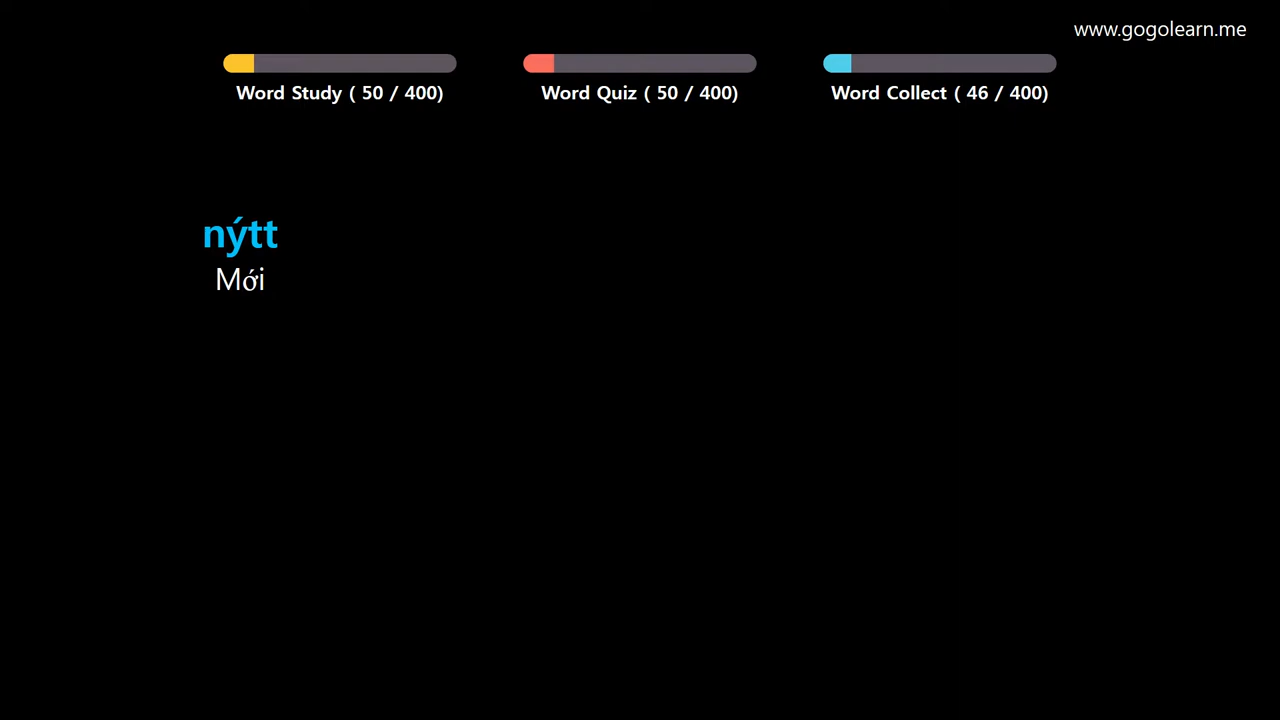 www.gogolearn.me
Word Study ( 50 / 400)
Word Quiz ( 50 / 400)
Word Collect ( 46 / 400)
nýtt
Mới